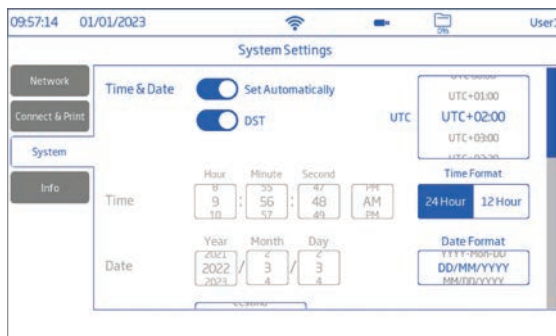 09:57:14 01/01/2023 0% User1
System Settings
Network
Connect & Print
System
Info
Time & Date Set Automatically
DST
UTC
UTC+01:00
UTC+02:00
UTC+03:00
Hour Minute Second
8 55 47 PM
Time 9 : 56 : 48 AM
10 57 49 PM
Time Format
24 Hour 12 Hour
Year Month Day
2021 2 2
Date 2022 / 3 / 3
2023 4 4
Date Format
YYYY-Mon-DD
DD/MM/YYYY
MM/DD/YYYY